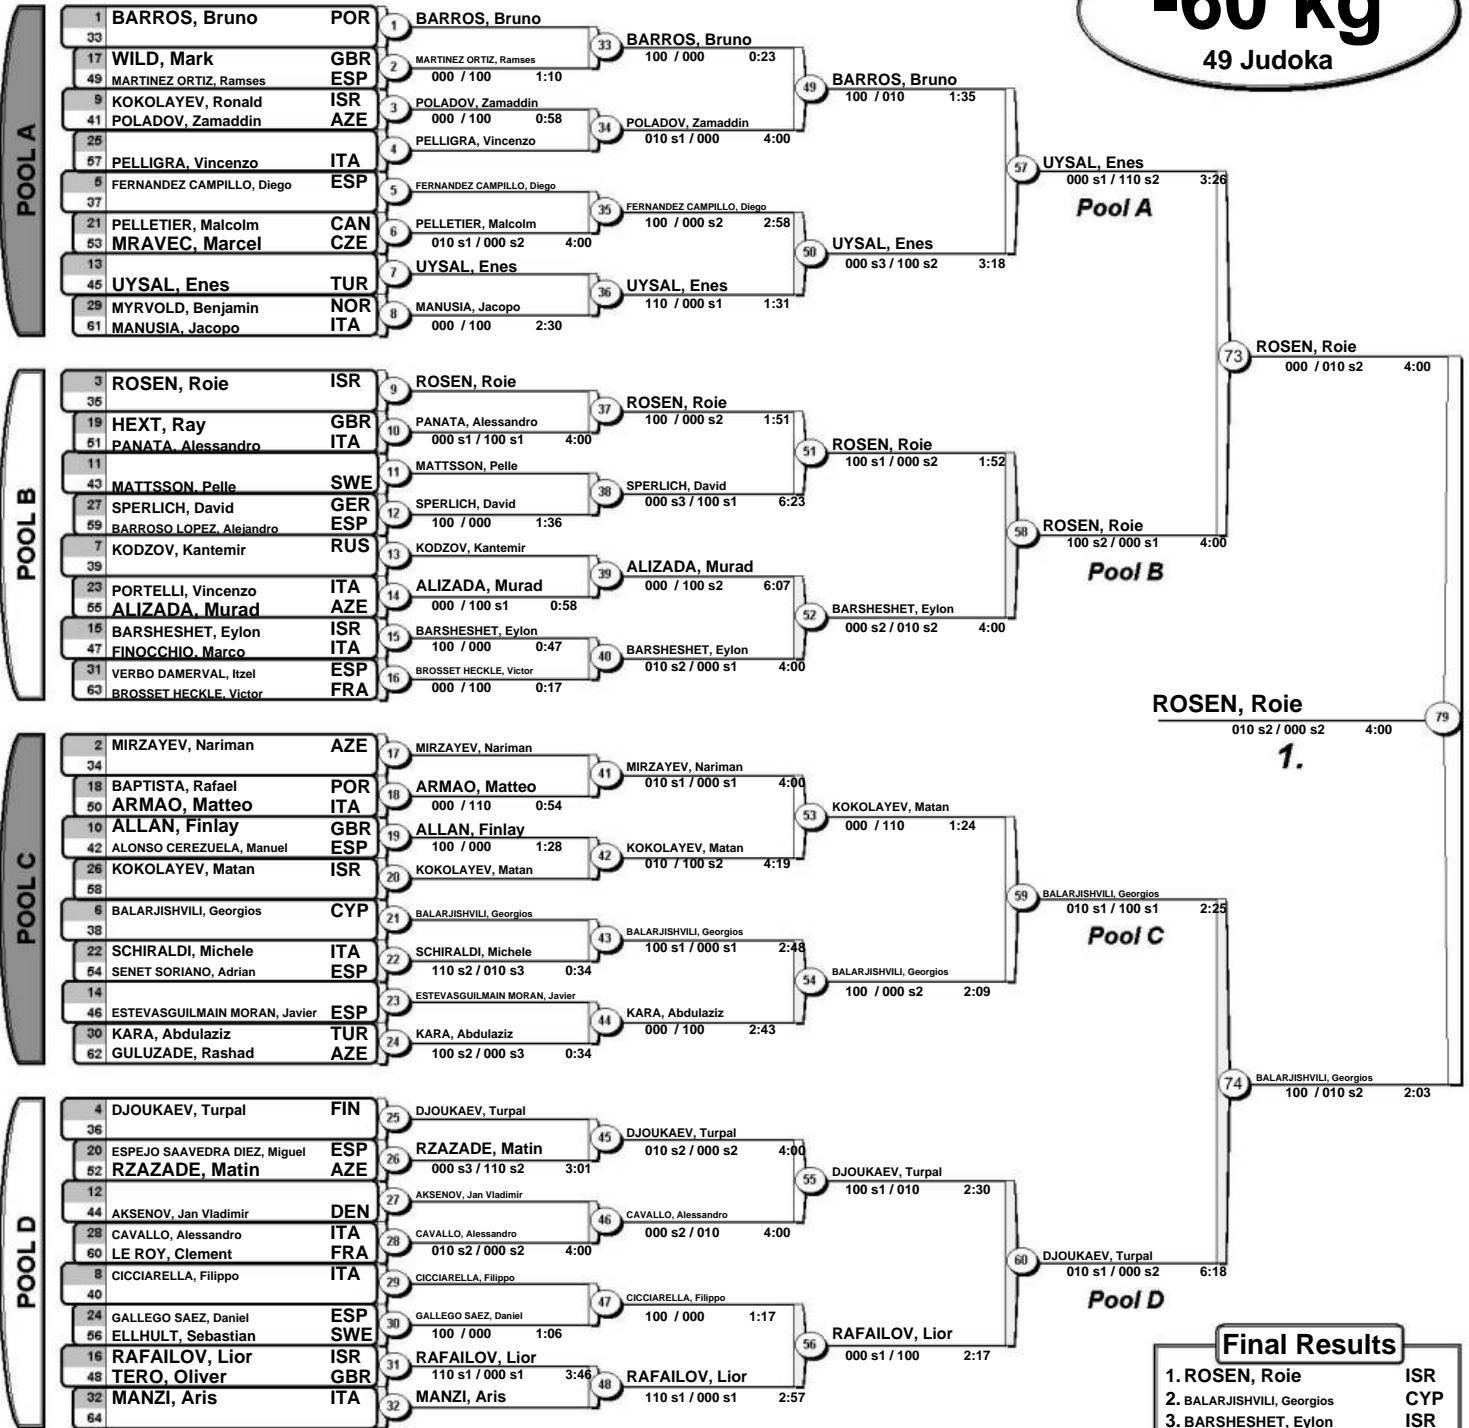 -60 kg
49 Judoka
POOL A
1 BARROS, Bruno POR
33
17 WILD, Mark GBR
49 MARTINEZ ORTIZ, Ramses ESP
9 KOKOLAYEV, Ronald ISR
41 POLADOV, Zamaddin AZE
25
57 PELLIGRA, Vincenzo ITA
5 FERNANDEZ CAMPILLO, Diego ESP
37
21 PELLETIER, Malcolm CAN
53 MRAVEC, Marcel CZE
13
45 UYSAL, Enes TUR
29 MYRVOLD, Benjamin NOR
61 MANUSIA, Jacopo ITA
1 BARROS, Bruno
2 MARTINEZ ORTIZ, Ramses
000 / 100 1:10
3 POLADOV, Zamaddin
000 / 100 0:58
4 PELLIGRA, Vincenzo
5 FERNANDEZ CAMPILLO, Diego
6 PELLETIER, Malcolm
010 s1 / 000 s2 4:00
7 UYSAL, Enes
8 MANUSIA, Jacopo
000 / 100 2:30
33 BARROS, Bruno
100 / 000 0:23
34 POLADOV, Zamaddin
010 s1 / 000 4:00
35 FERNANDEZ CAMPILLO, Diego
100 / 000 s2 2:58
36 UYSAL, Enes
110 / 000 s1 1:31
49 BARROS, Bruno
100 / 010 1:35
50 UYSAL, Enes
000 s3 / 100 s2 3:18
57 UYSAL, Enes
000 s1 / 110 s2 3:26
Pool A
POOL B
3 ROSEN, Roie ISR
35
19 HEXT, Ray GBR
51 PANATA, Alessandro ITA
11
43 MATTSSON, Pelle SWE
27 SPERLICH, David GER
59 BARROSO LOPEZ, Alejandro ESP
7 KODZOV, Kantemir RUS
39
23 PORTELLI, Vincenzo ITA
55 ALIZADA, Murad AZE
15 BARSHESHET, Eylon ISR
47 FINOCCHIO, Marco ITA
31 VERBO DAMERVAL, Itzel ESP
63 BROSSET HECKLE, Victor FRA
9 ROSEN, Roie
10 PANATA, Alessandro
000 s1 / 100 s1 4:00
11 MATTSSON, Pelle
12 SPERLICH, David
100 / 000 1:36
13 KODZOV, Kantemir
14 ALIZADA, Murad
000 / 100 s1 0:58
15 BARSHESHET, Eylon
100 / 000 0:47
16 BROSSET HECKLE, Victor
000 / 100 0:17
37 ROSEN, Roie
100 / 000 s2 1:51
38 SPERLICH, David
000 s3 / 100 s1 6:23
39 ALIZADA, Murad
000 / 100 s2 6:07
40 BARSHESHET, Eylon
010 s2 / 000 s1 4:00
51 ROSEN, Roie
100 s1 / 000 s2 1:52
52 BARSHESHET, Eylon
000 s2 / 010 s2 4:00
58 ROSEN, Roie
100 s2 / 000 s1 4:00
Pool B
73 ROSEN, Roie
000 / 010 s2 4:00
ROSEN, Roie 79
010 s2 / 000 s2 4:00
1.
POOL C
2 MIRZAYEV, Nariman AZE
34
18 BAPTISTA, Rafael POR
50 ARMAO, Matteo ITA
10 ALLAN, Finlay GBR
42 ALONSO CEREZUELA, Manuel ESP
26 KOKOLAYEV, Matan ISR
58
6 BALARJISHVILI, Georgios CYP
38
22 SCHIRALDI, Michele ITA
54 SENET SORIANO, Adrian ESP
14
46 ESTEVASGUILMAIN MORAN, Javier ESP
30 KARA, Abdulaziz TUR
62 GULUZADE, Rashad AZE
17 MIRZAYEV, Nariman
18 ARMAO, Matteo
000 / 110 0:54
19 ALLAN, Finlay
100 / 000 1:28
20 KOKOLAYEV, Matan
21 BALARJISHVILI, Georgios
22 SCHIRALDI, Michele
110 s2 / 010 s3 0:34
23 ESTEVASGUILMAIN MORAN, Javier
24 KARA, Abdulaziz
100 s2 / 000 s3 0:34
41 MIRZAYEV, Nariman
010 s1 / 000 s1 4:00
42 KOKOLAYEV, Matan
010 / 100 s2 4:19
43 BALARJISHVILI, Georgios
100 s1 / 000 s1 2:48
44 KARA, Abdulaziz
000 / 100 2:43
53 KOKOLAYEV, Matan
000 / 110 1:24
54 BALARJISHVILI, Georgios
100 / 000 s2 2:09
59 BALARJISHVILI, Georgios
010 s1 / 100 s1 2:25
Pool C
74 BALARJISHVILI, Georgios
100 / 010 s2 2:03
POOL D
4 DJOUKAEV, Turpal FIN
36
20 ESPEJO SAAVEDRA DIEZ, Miguel ESP
52 RZAZADE, Matin AZE
12
44 AKSENOV, Jan Vladimir DEN
28 CAVALLO, Alessandro ITA
60 LE ROY, Clement FRA
8 CICCIARELLA, Filippo ITA
40
24 GALLEGO SAEZ, Daniel ESP
56 ELLHULT, Sebastian SWE
16 RAFAILOV, Lior ISR
48 TERO, Oliver GBR
32 MANZI, Aris ITA
64
25 DJOUKAEV, Turpal
26 RZAZADE, Matin
000 s3 / 110 s2 3:01
27 AKSENOV, Jan Vladimir
28 CAVALLO, Alessandro
010 s2 / 000 s2 4:00
29 CICCIARELLA, Filippo
30 GALLEGO SAEZ, Daniel
100 / 000 1:06
31 RAFAILOV, Lior
110 s1 / 000 s1 3:46
32 MANZI, Aris
45 DJOUKAEV, Turpal
010 s2 / 000 s2 4:00
46 CAVALLO, Alessandro
000 s2 / 010 4:00
47 CICCIARELLA, Filippo
100 / 000 1:17
48 RAFAILOV, Lior
110 s1 / 000 s1 2:57
55 DJOUKAEV, Turpal
100 s1 / 010 2:30
56 RAFAILOV, Lior
000 s1 / 100 2:17
60 DJOUKAEV, Turpal
010 s1 / 000 s2 6:18
Pool D
Final Results
1. ROSEN, Roie ISR
2. BALARJISHVILI, Georgios CYP
3. BARSHESHET, Eylon ISR